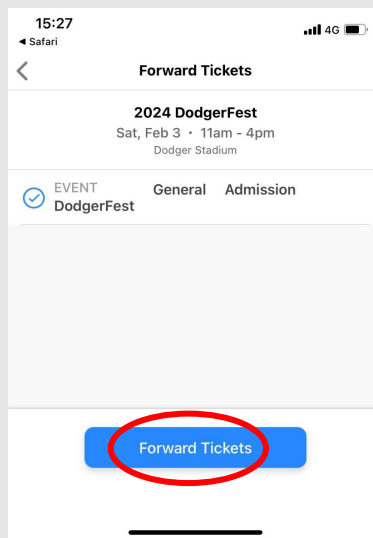 15:27
4G
◄ Safari
Forward Tickets
2024 DodgerFest
Sat, Feb 3 • 11am - 4pm
Dodger Stadium
EVENT General Admission
DodgerFest
Forward Tickets